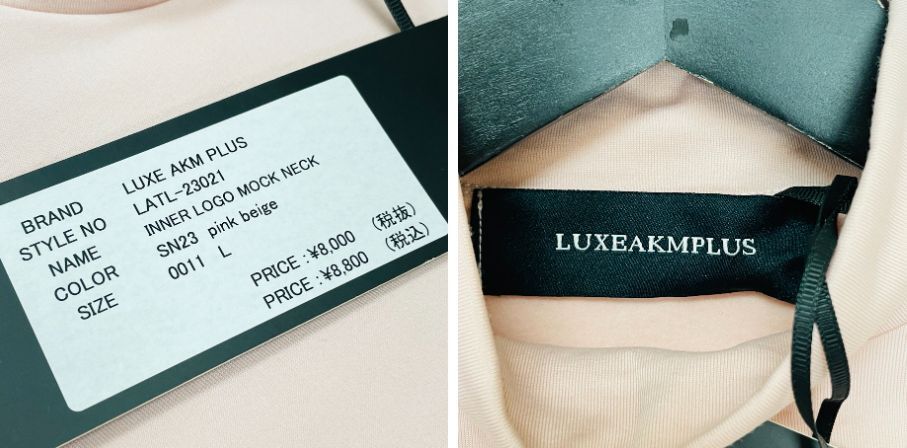 BRAND LUXE AKM PLUS
STYLE NO LATL-23021
NAME INNER LOGO MOCK NECK
COLOR SN23 pink beige
SIZE 0011 L
PRICE :¥8,000 (税抜)
PRICE :¥8,800 (税込)
LUXEAKMPLUS